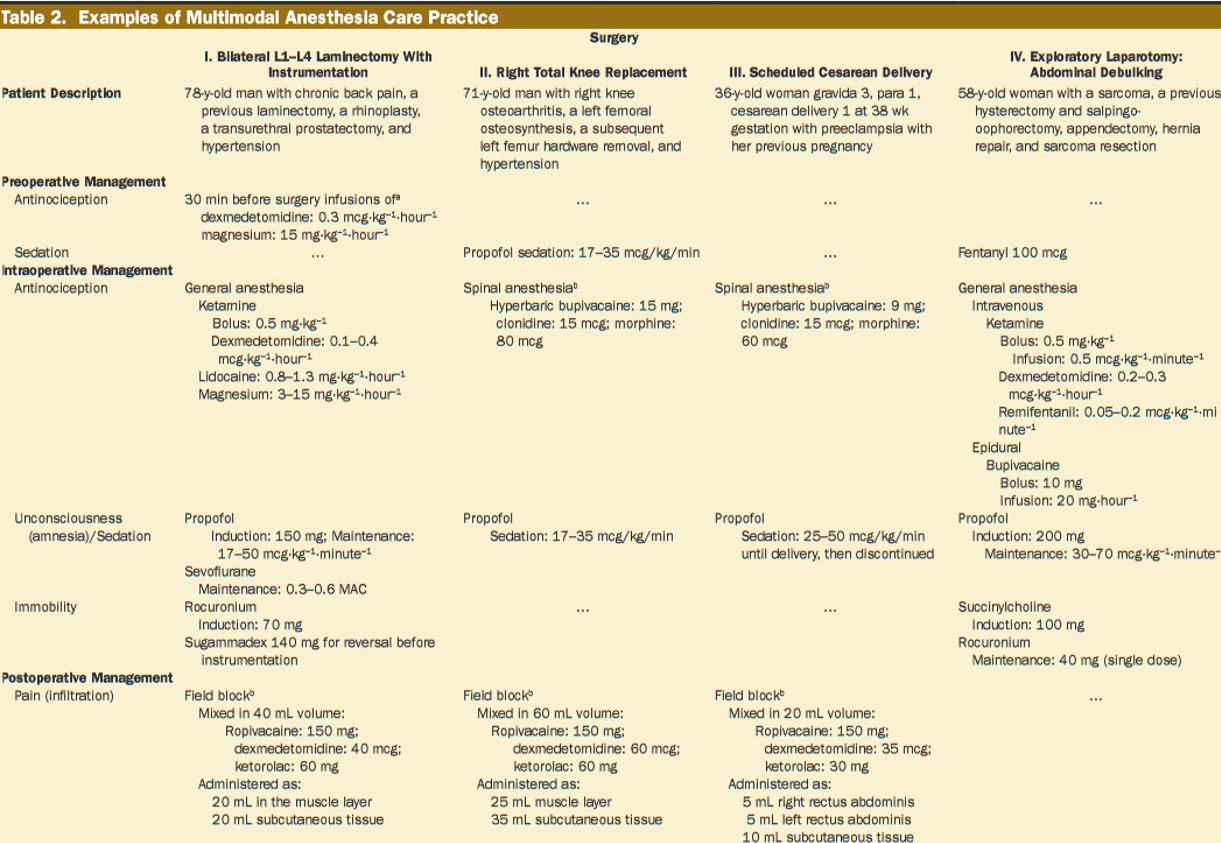 Table 2. Examples of Multimodal Anesthesia Care Practice
Surgery
I. Bilateral L1–L4 Laminectomy With Instrumentation
II. Right Total Knee Replacement
III. Scheduled Cesarean Delivery
IV. Exploratory Laparotomy: Abdominal Debulking
Patient Description
78-y-old man with chronic back pain, a
previous laminectomy, a rhinoplasty,
a transurethral prostatectomy, and
hypertension
71-y-old man with right knee
osteoarthritis, a left femoral
osteosynthesis, a subsequent
left femur hardware removal, and
hypertension
36-y-old woman gravida 3, para 1,
cesarean delivery 1 at 38 wk
gestation with preeclampsia with
her previous pregnancy
58-y-old woman with a sarcoma, a previous
hysterectomy and salpingo-
oophorectomy, appendectomy, hernia
repair, and sarcoma resection
Preoperative Management
Antinociception
30 min before surgery infusions ofᵃ
dexmedetomidine: 0.3 mcg·kg⁻¹·hour⁻¹
magnesium: 15 mg·kg⁻¹·hour⁻¹
...
...
...
Sedation
...
Propofol sedation: 17–35 mcg/kg/min
...
Fentanyl 100 mcg
Intraoperative Management
Antinociception
General anesthesia
Ketamine
Bolus: 0.5 mg·kg⁻¹
Dexmedetomidine: 0.1–0.4
mcg·kg⁻¹·hour⁻¹
Lidocaine: 0.8–1.3 mg·kg⁻¹·hour⁻¹
Magnesium: 3–15 mg·kg⁻¹·hour⁻¹
Spinal anesthesiaᵇ
Hyperbaric bupivacaine: 15 mg;
clonidine: 15 mcg; morphine:
80 mcg
Spinal anesthesiaᵇ
Hyperbaric bupivacaine: 9 mg;
clonidine: 15 mcg; morphine:
60 mcg
General anesthesia
Intravenous
Ketamine
Bolus: 0.5 mg·kg⁻¹
Infusion: 0.5 mcg·kg⁻¹·minute⁻¹
Dexmedetomidine: 0.2–0.3
mcg·kg⁻¹·hour⁻¹
Remifentanil: 0.05–0.2 mcg·kg⁻¹·mi
nute⁻¹
Epidural
Bupivacaine
Bolus: 10 mg
Infusion: 20 mg·hour⁻¹
Unconsciousness
(amnesia)/Sedation
Propofol
Induction: 150 mg; Maintenance:
17–50 mcg·kg⁻¹·minute⁻¹
Sevoflurane
Maintenance: 0.3–0.6 MAC
Propofol
Sedation: 17–35 mcg/kg/min
Propofol
Sedation: 25–50 mcg/kg/min
until delivery, then discontinued
Propofol
Induction: 200 mg
Maintenance: 30–70 mcg·kg⁻¹·minute⁻
Immobility
Rocuronium
Induction: 70 mg
Sugammadex 140 mg for reversal before
instrumentation
...
...
Succinylcholine
Induction: 100 mg
Rocuronium
Maintenance: 40 mg (single dose)
Postoperative Management
Pain (infiltration)
Field blockᵇ
Mixed in 40 mL volume:
Ropivacaine: 150 mg;
dexmedetomidine: 40 mcg;
ketorolac: 60 mg
Administered as:
20 mL in the muscle layer
20 mL subcutaneous tissue
Field blockᵇ
Mixed in 60 mL volume:
Ropivacaine: 150 mg;
dexmedetomidine: 60 mcg;
ketorolac: 60 mg
Administered as:
25 mL muscle layer
35 mL subcutaneous tissue
Field blockᵇ
Mixed in 20 mL volume:
Ropivacaine: 150 mg;
dexmedetomidine: 35 mcg;
ketorolac: 30 mg
Administered as:
5 mL right rectus abdominis
5 mL left rectus abdominis
10 mL subcutaneous tissue
...